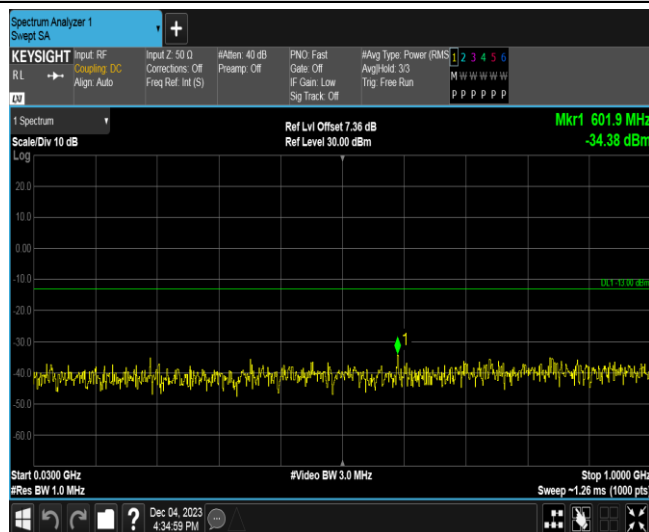 Spectrum Analyzer 1
Swept SA
+
KEYSIGHT
RL
LXI
Input: RF
Coupling: DC
Align: Auto
Input Z: 50 Ω
Corrections: Off
Freq Ref: Int (S)
#Atten: 40 dB
Preamp: Off
PNO: Fast
Gate: Off
IF Gain: Low
Sig Track: Off
#Avg Type: Power (RMS
Avg|Hold: 3/3
Trig: Free Run
1 2 3 4 5 6
M W W W W W
P P P P P P
1 Spectrum
Scale/Div 10 dB
Log
Ref Lvl Offset 7.36 dB
Ref Level 30.00 dBm
Mkr1 601.9 MHz
-34.38 dBm
20.0
10.0
0.00
-10.0
DL1 -13.00 dBm
-20.0
-30.0
1
-40.0
-50.0
-60.0
Start 0.0300 GHz
#Res BW 1.0 MHz
#Video BW 3.0 MHz
Stop 1.0000 GHz
Sweep ~1.26 ms (1000 pts)
?
Dec 04, 2023
4:34:59 PM